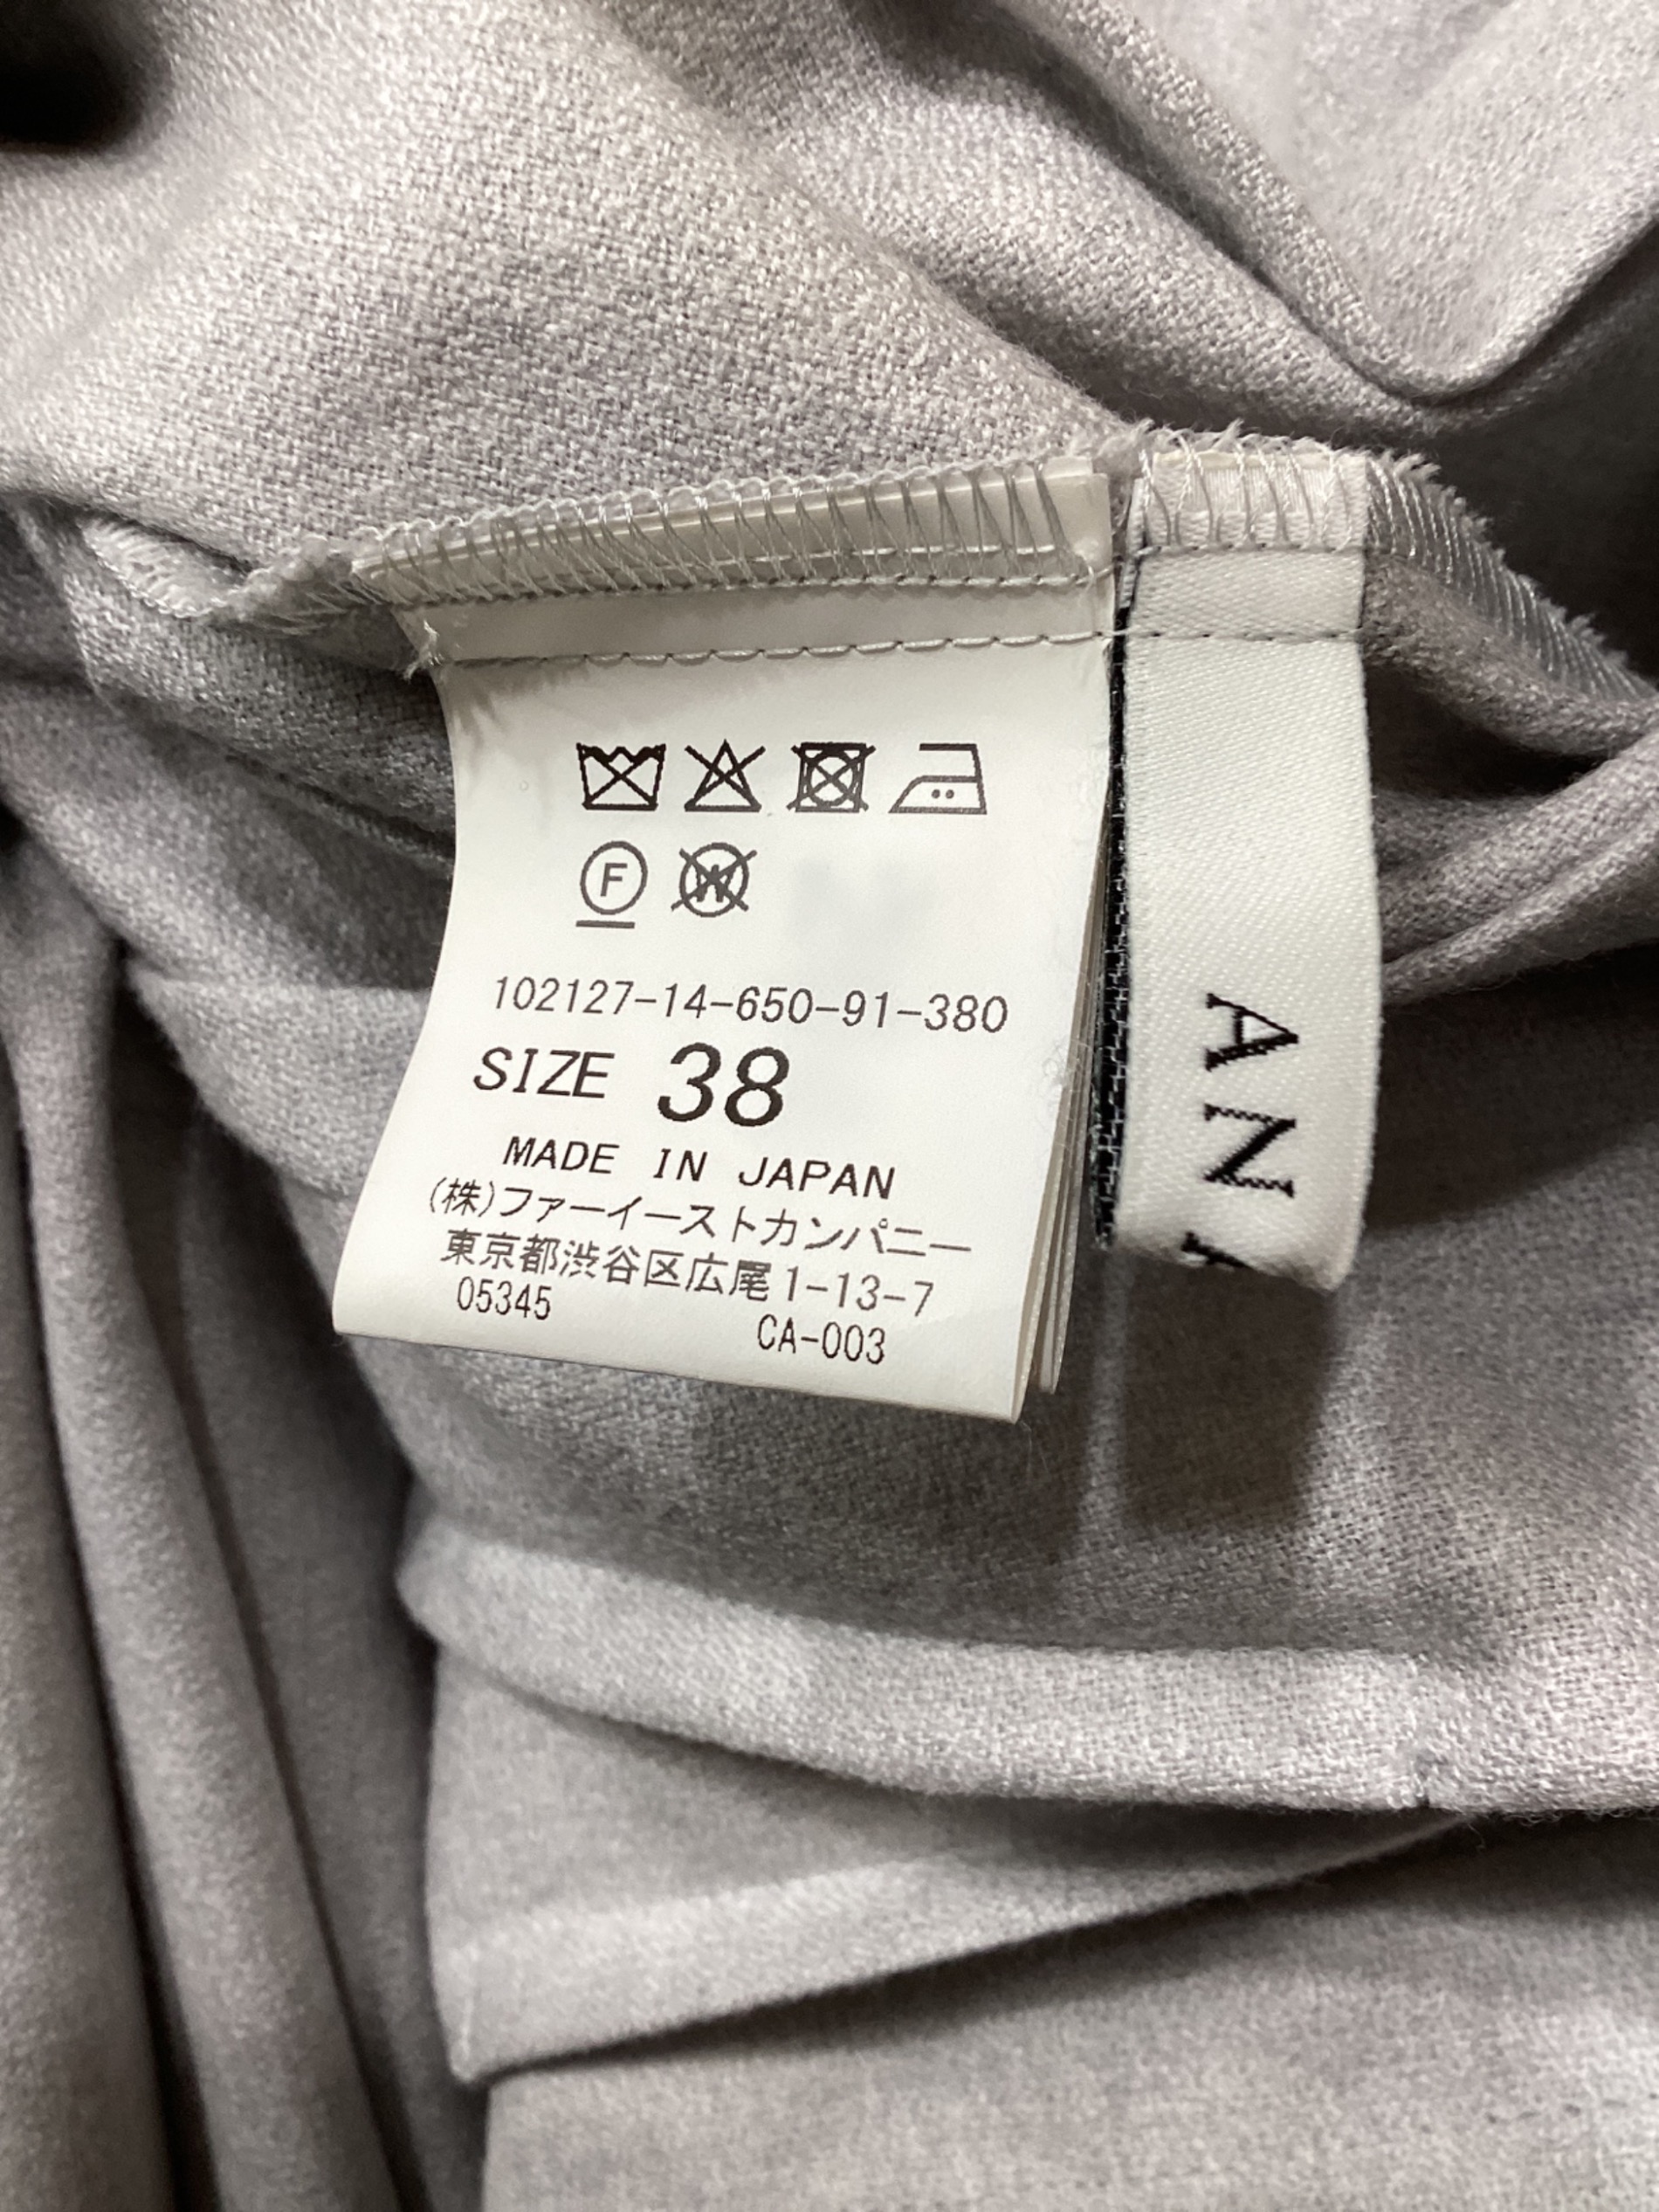 F
W
102127-14-650-91-380
SIZE 38
MADE IN JAPAN
(株)ファーイーストカンパニー
東京都渋谷区広尾1-13-7
05345 CA-003
AN